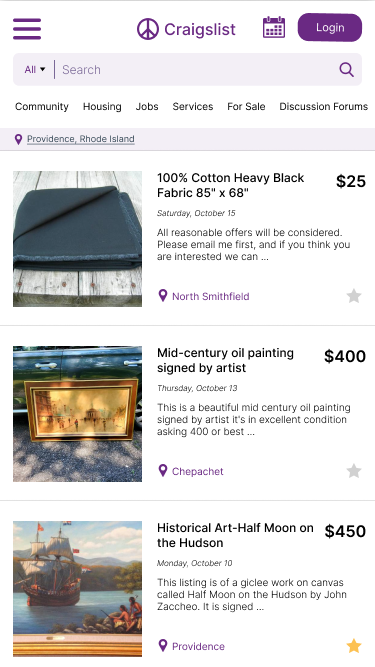 Craigslist
Login
All
Search
Community Housing Jobs Services For Sale Discussion Forums
Providence, Rhode Island
100% Cotton Heavy Black
Fabric 85" x 68"
$25
Saturday, October 15
All reasonable offers will be considered.
Please email me first, and if you think you
are interested we can ...
North Smithfield
Mid-century oil painting
signed by artist
$400
Thursday, October 13
This is a beautiful mid century oil painting
signed by artist it's in excellent condition
asking 400 or best ...
Chepachet
Historical Art-Half Moon on
the Hudson
$450
Monday, October 10
This listing is of a giclee work on canvas
called Half Moon on the Hudson by John
Zaccheo. It is signed ...
Providence